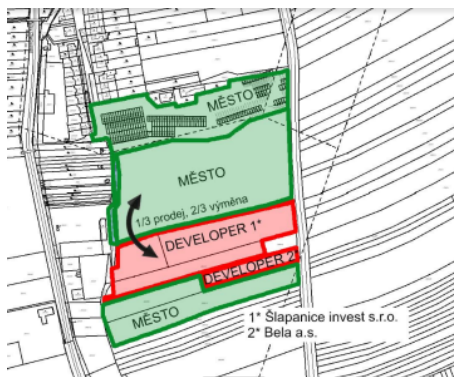 MĚSTO
MĚSTO
1/3 prodej, 2/3 výměna
DEVELOPER 1*
DEVELOPER 2*
MĚSTO
1* Šlapanice invest s.r.o.
2* Bela a.s.